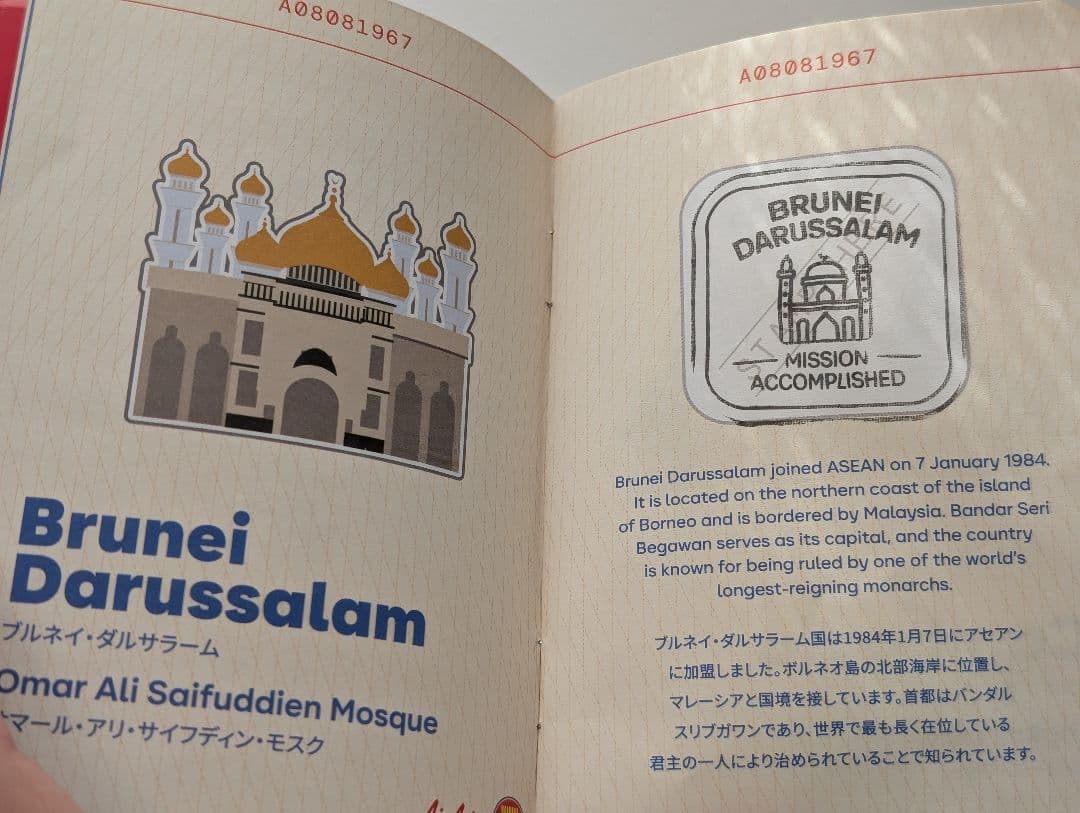 A08081967
Brunei
Darussalam
ブルネイ・ダルサラーム
Omar Ali Saifuddien Mosque
マール・アリ・サイフディン・モスク
A08081967
BRUNEI
DARUSSALAM
MISSION
ACCOMPLISHED
Brunei Darussalam joined ASEAN on 7 January 1984.
It is located on the northern coast of the island
of Borneo and is bordered by Malaysia. Bandar Seri
Begawan serves as its capital, and the country
is known for being ruled by one of the world's
longest-reigning monarchs.
ブルネイ・ダルサラーム国は1984年1月7日にアセアン
に加盟しました。ボルネオ島の北部海岸に位置し、
マレーシアと国境を接しています。首都はバンダル
スリブガワンであり、世界で最も長く在位している
君主の一人により治められていることで知られています。